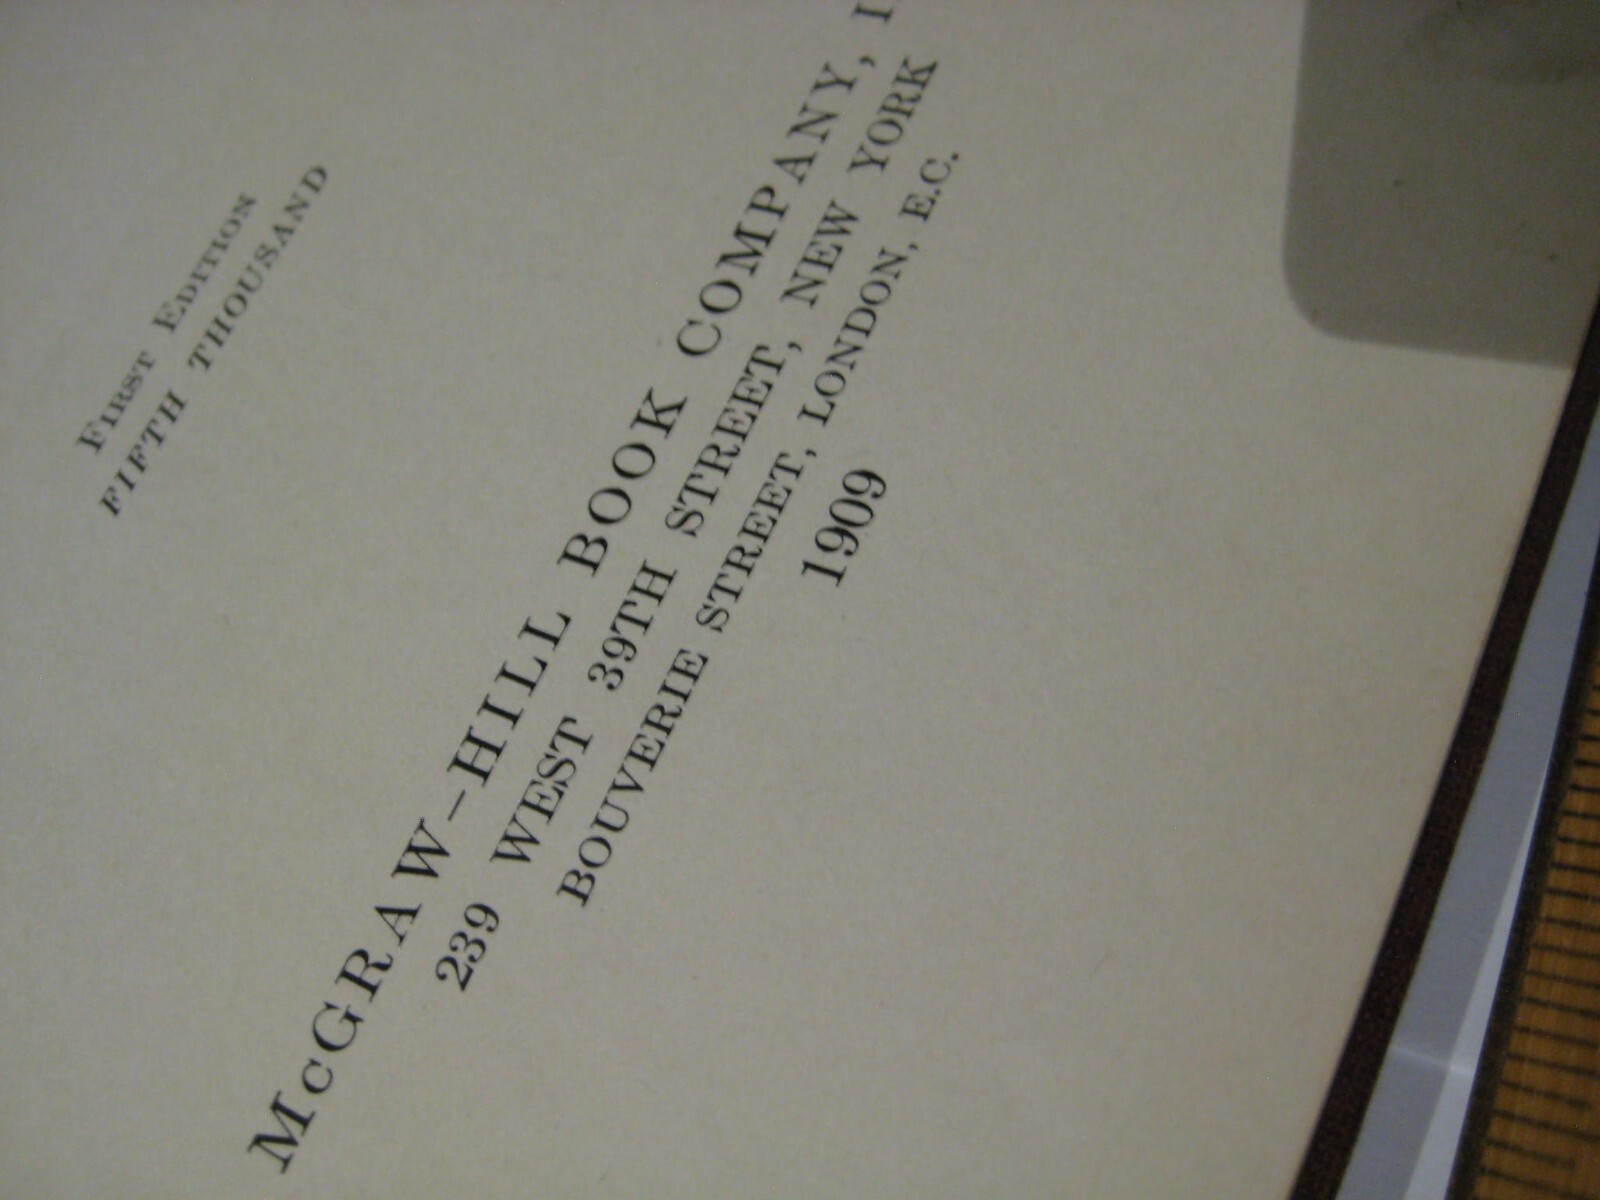 First Edition
FIFTH THOUSAND
McGRAW-HILL BOOK COMPANY, I
239 WEST 39TH STREET, NEW YORK
BOUVERIE STREET, LONDON, E.C.
1909